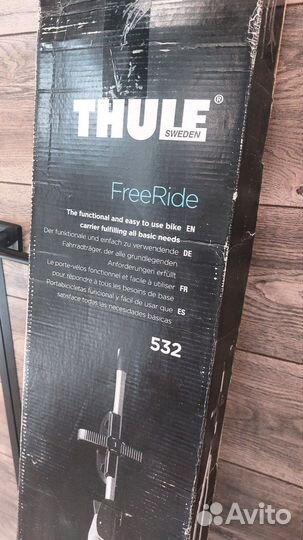 THULE®
SWEDEN
FreeRide
The functional and easy to use bike EN
carrier fulfilling all basic needs
Der funktionale und einfach zu verwendende DE
Fahrradträger, der alle grundlegenden
Anforderungen erfüllt
Le porte-vélos fonctionnel et facile à utiliser FR
pour répondre à tous les besoins de base
Portabicicletas funcional y fácil de usar que ES
satisface todas las necesidades básicas
532
Avito